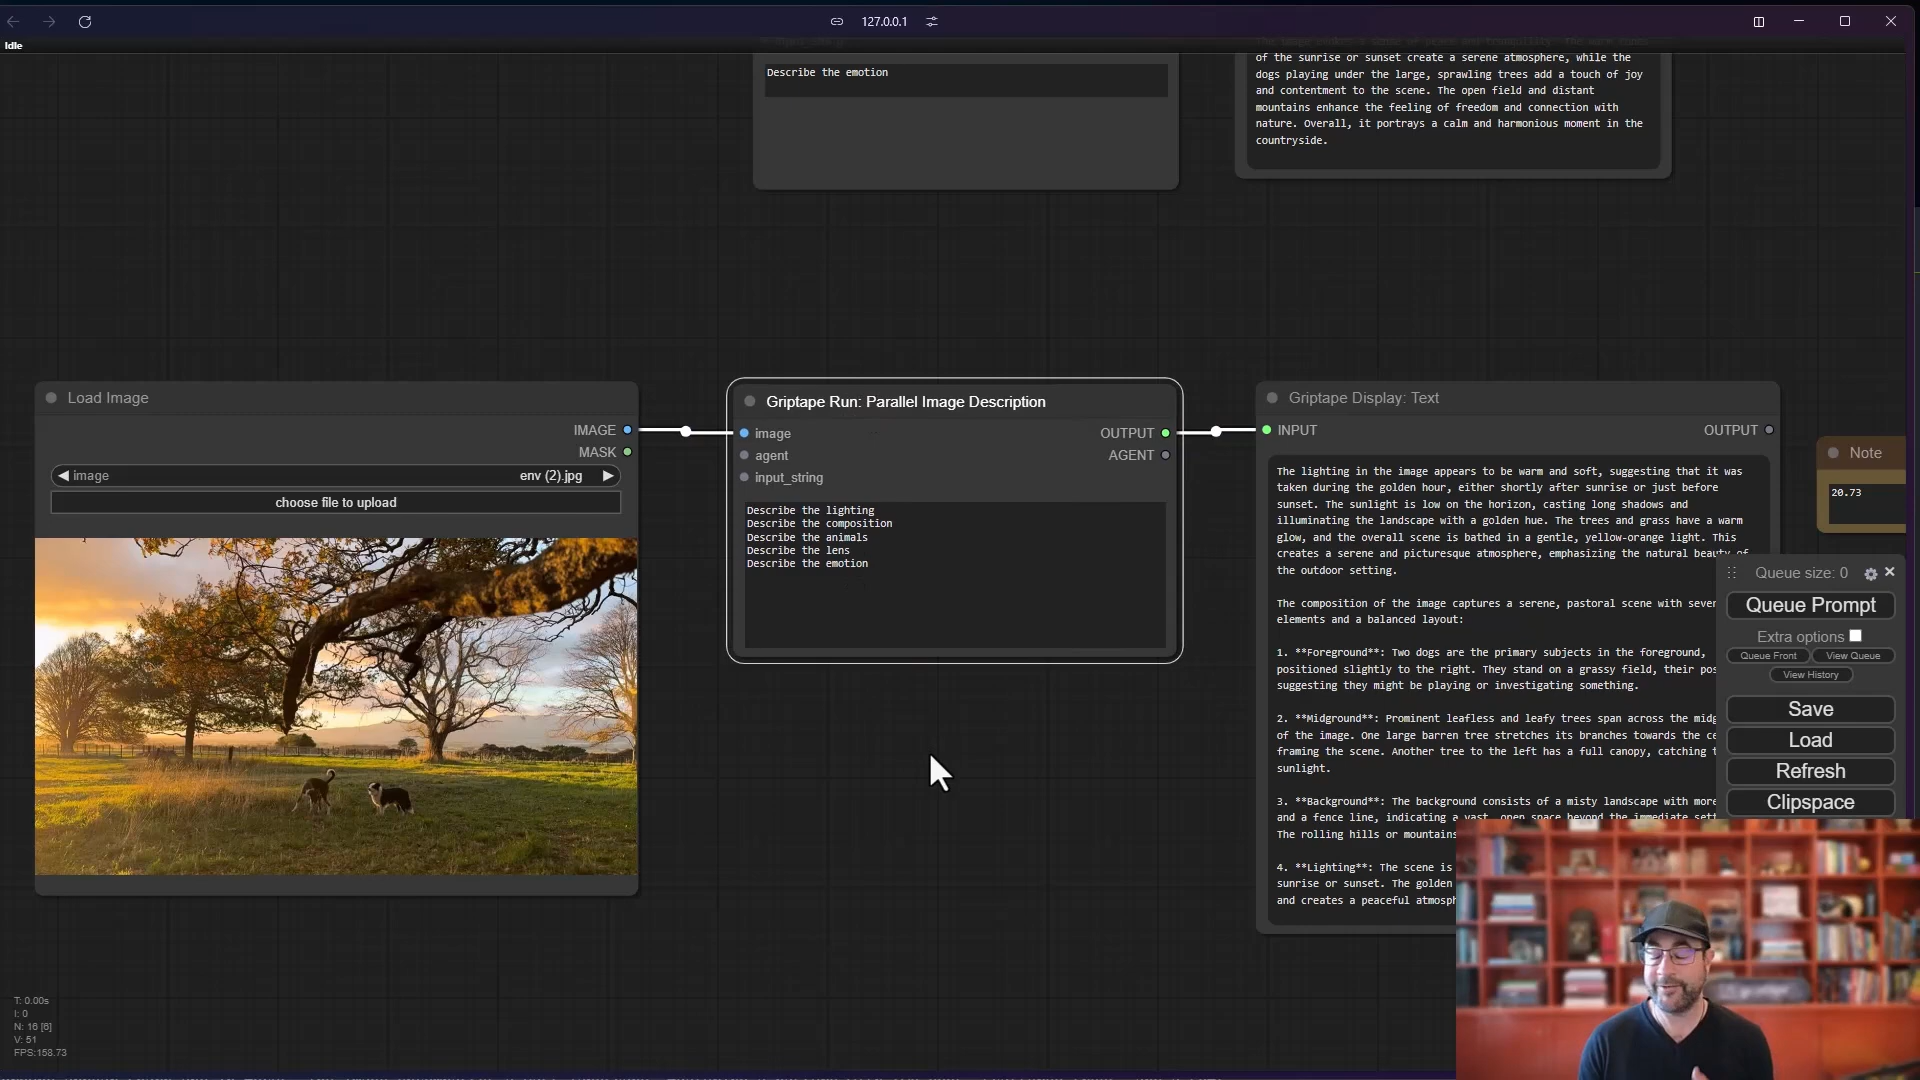 127.0.0.1
Idle
Describe the emotion
of the sunrise or sunset create a serene atmosphere, while the
dogs playing under the large, sprawling trees add a touch of joy
and contentment to the scene. The open field and distant
mountains enhance the feeling of freedom and connection with
nature. Overall, it portrays a calm and harmonious moment in the
countryside.
Load Image
IMAGE
MASK
image
env (2).jpg
choose file to upload
Griptape Run: Parallel Image Description
image
OUTPUT
agent
AGENT
input_string
Describe the lighting
Describe the composition
Describe the animals
Describe the lens
Describe the emotion
Griptape Display: Text
INPUT
OUTPUT
The lighting in the image appears to be warm and soft, suggesting that it was
taken during the golden hour, either shortly after sunrise or just before
sunset. The sunlight is low on the horizon, casting long shadows and
illuminating the landscape with a golden hue. The trees and grass have a warm
glow, and the overall scene is bathed in a gentle, yellow-orange light. This
creates a serene and picturesque atmosphere, emphasizing the natural beauty of
the outdoor setting.
The composition of the image captures a serene, pastoral scene with sever
elements and a balanced layout:
1. **Foreground**: Two dogs are the primary subjects in the foreground,
positioned slightly to the right. They stand on a grassy field, their pos
suggesting they might be playing or investigating something.
2. **Midground**: Prominent leafless and leafy trees span across the midg
of the image. One large barren tree stretches its branches towards the ce
framing the scene. Another tree to the left has a full canopy, catching t
sunlight.
3. **Background**: The background consists of a misty landscape with more
and a fence line, indicating a vast, open space beyond the immediate sett
The rolling hills or mountains
4. **Lighting**: The scene is
sunrise or sunset. The golden
and creates a peaceful atmosph
Note
20.73
Queue size: 0
Queue Prompt
Extra options
Queue Front
View Queue
View History
Save
Load
Refresh
Clipspace
T: 0.00s
I: 0
N: 16 [6]
V: 51
FPS:158.73